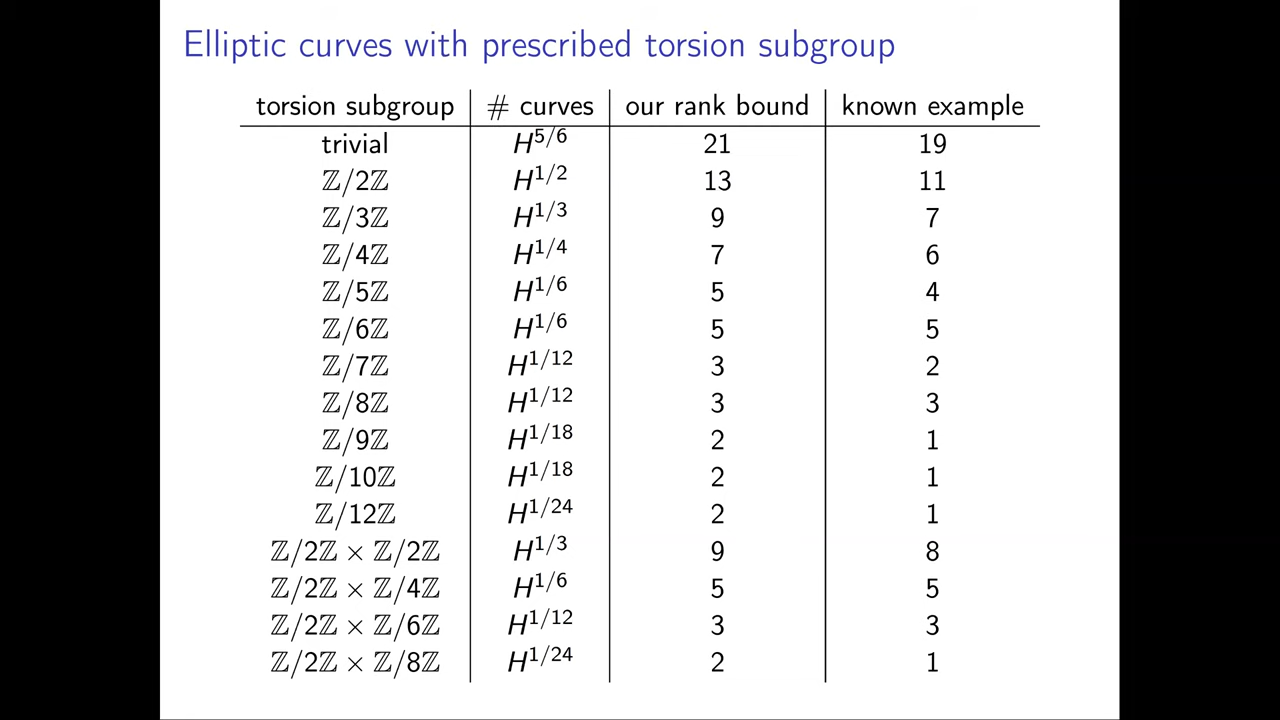 Elliptic curves with prescribed torsion subgroup
torsion subgroup # curves our rank bound known example
trivial H^{5/6} 21 19
ℤ/2ℤ H^{1/2} 13 11
ℤ/3ℤ H^{1/3} 9 7
ℤ/4ℤ H^{1/4} 7 6
ℤ/5ℤ H^{1/6} 5 4
ℤ/6ℤ H^{1/6} 5 5
ℤ/7ℤ H^{1/12} 3 2
ℤ/8ℤ H^{1/12} 3 3
ℤ/9ℤ H^{1/18} 2 1
ℤ/10ℤ H^{1/18} 2 1
ℤ/12ℤ H^{1/24} 2 1
ℤ/2ℤ × ℤ/2ℤ H^{1/3} 9 8
ℤ/2ℤ × ℤ/4ℤ H^{1/6} 5 5
ℤ/2ℤ × ℤ/6ℤ H^{1/12} 3 3
ℤ/2ℤ × ℤ/8ℤ H^{1/24} 2 1